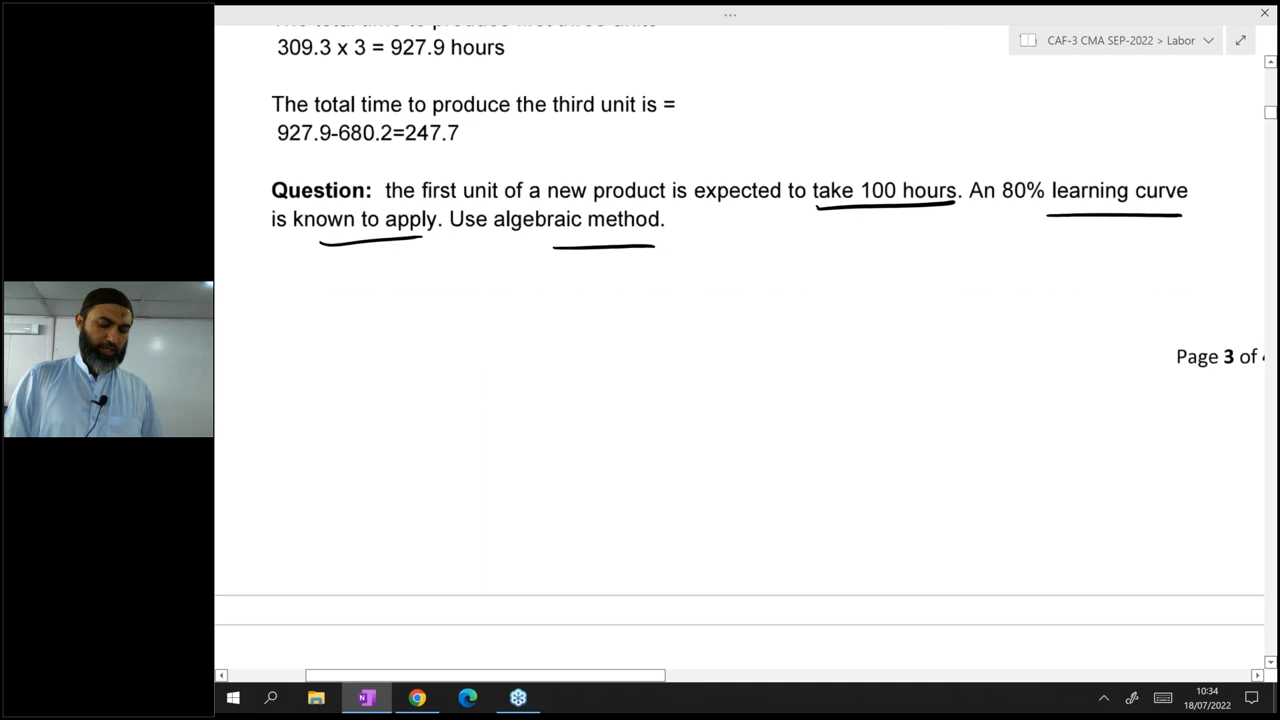 309.3 x 3 = 927.9 hours
CAF-3 CMA SEP-2022 > Labor
The total time to produce the third unit is =
927.9-680.2=247.7
Question: the first unit of a new product is expected to take 100 hours. An 80% learning curve
is known to apply. Use algebraic method.
Page 3 of
10:34
18/07/2022